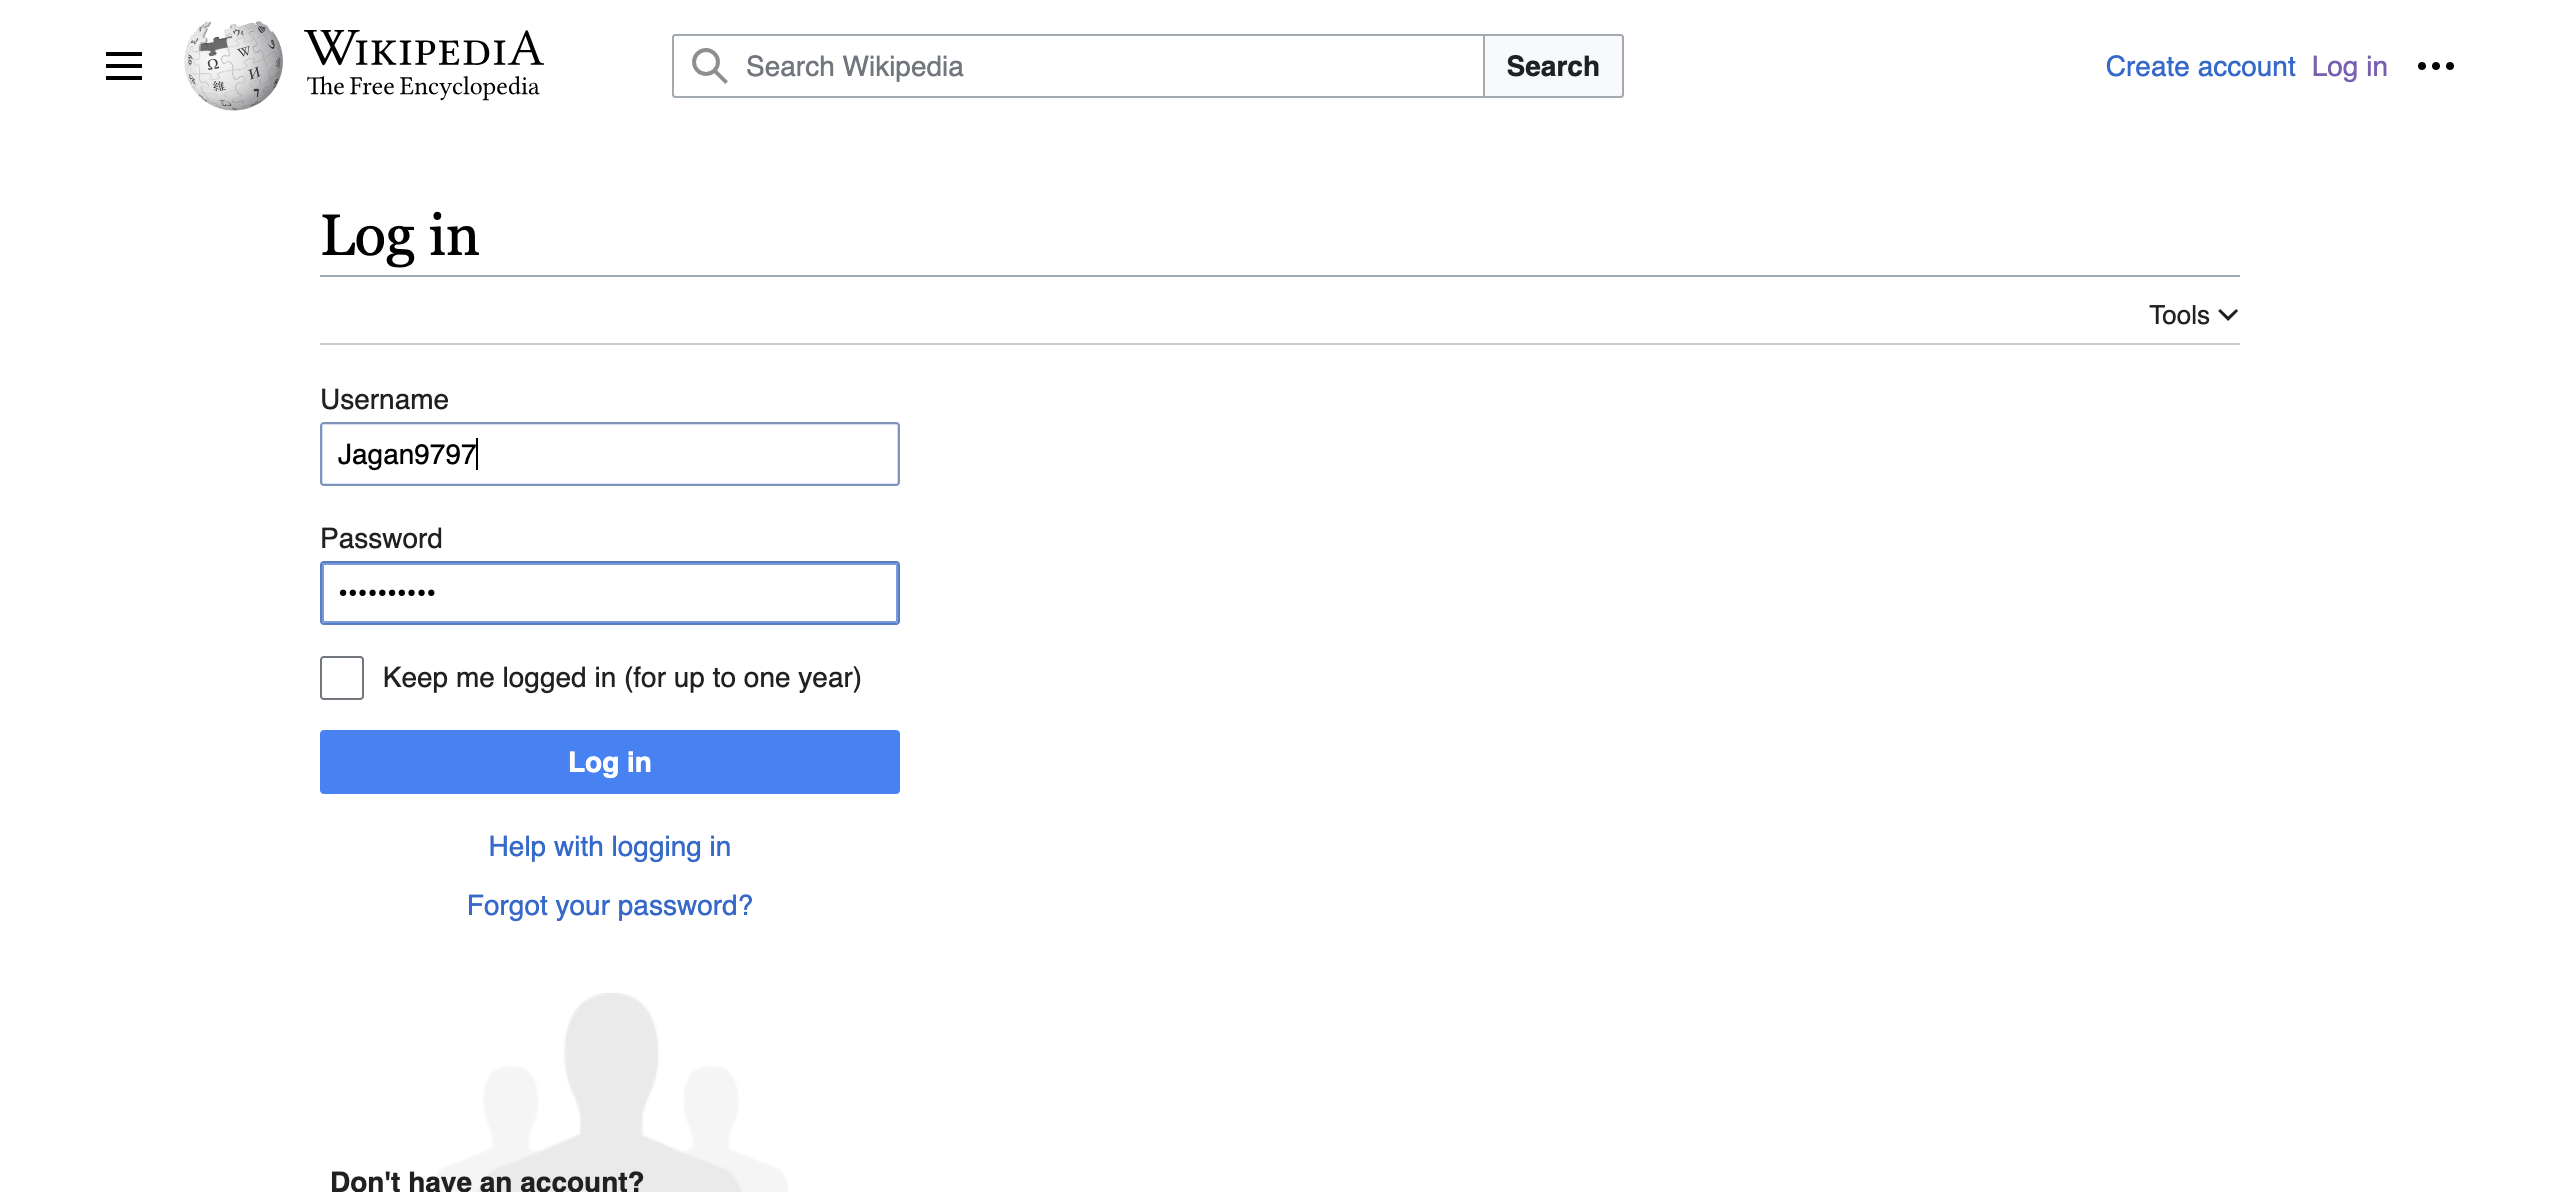 WIKIPEDIA
The Free Encyclopedia
Search Wikipedia
Search
Create account
Log in
Log in
Tools
Username
Jagan9797
Password
••••••••••
Keep me logged in (for up to one year)
Log in
Help with logging in
Forgot your password?
Don't have an account?